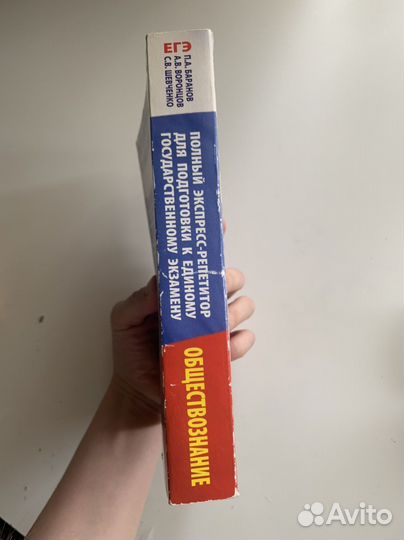 ЕГЭ
П.А. БАРАНОВ
А.В. ВОРОНЦОВ
С.В. ШЕВЧЕНКО
ПОЛНЫЙ ЭКСПРЕСС-РЕПЕТИТОР
ДЛЯ ПОДГОТОВКИ К ЕДИНОМУ
ГОСУДАРСТВЕННОМУ ЭКЗАМЕНУ
ОБЩЕСТВОЗНАНИЕ
Avito